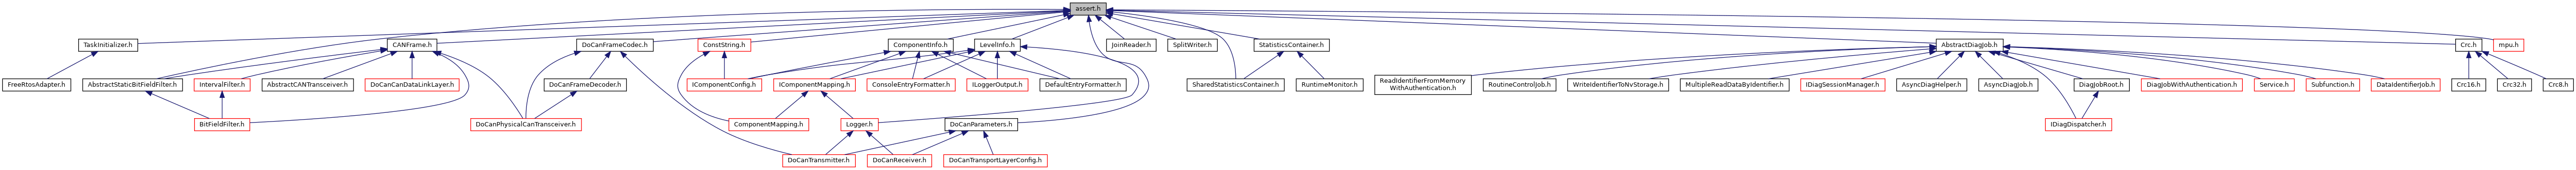 assert.h
TaskInitializer.h
CANFrame.h
DoCanFrameCodec.h
ConstString.h
ComponentInfo.h
LevelInfo.h
JoinReader.h
SplitWriter.h
StatisticsContainer.h
AbstractDiagJob.h
Crc.h
mpu.h
FreeRtosAdapter.h
AbstractStaticBitFieldFilter.h
IntervalFilter.h
AbstractCANTransceiver.h
DoCanCanDataLinkLayer.h
DoCanFrameDecoder.h
IComponentConfig.h
IComponentMapping.h
ConsoleEntryFormatter.h
ILoggerOutput.h
DefaultEntryFormatter.h
SharedStatisticsContainer.h
RuntimeMonitor.h
ReadIdentifierFromMemory
WithAuthentication.h
RoutineControlJob.h
WriteIdentifierToNvStorage.h
MultipleReadDataByIdentifier.h
IDiagSessionManager.h
AsyncDiagHelper.h
AsyncDiagJob.h
DiagJobRoot.h
DiagJobWithAuthentication.h
Service.h
Subfunction.h
DataIdentifierJob.h
Crc16.h
Crc32.h
Crc8.h
BitFieldFilter.h
DoCanPhysicalCanTransceiver.h
ComponentMapping.h
Logger.h
DoCanParameters.h
IDiagDispatcher.h
DoCanTransmitter.h
DoCanReceiver.h
DoCanTransportLayerConfig.h